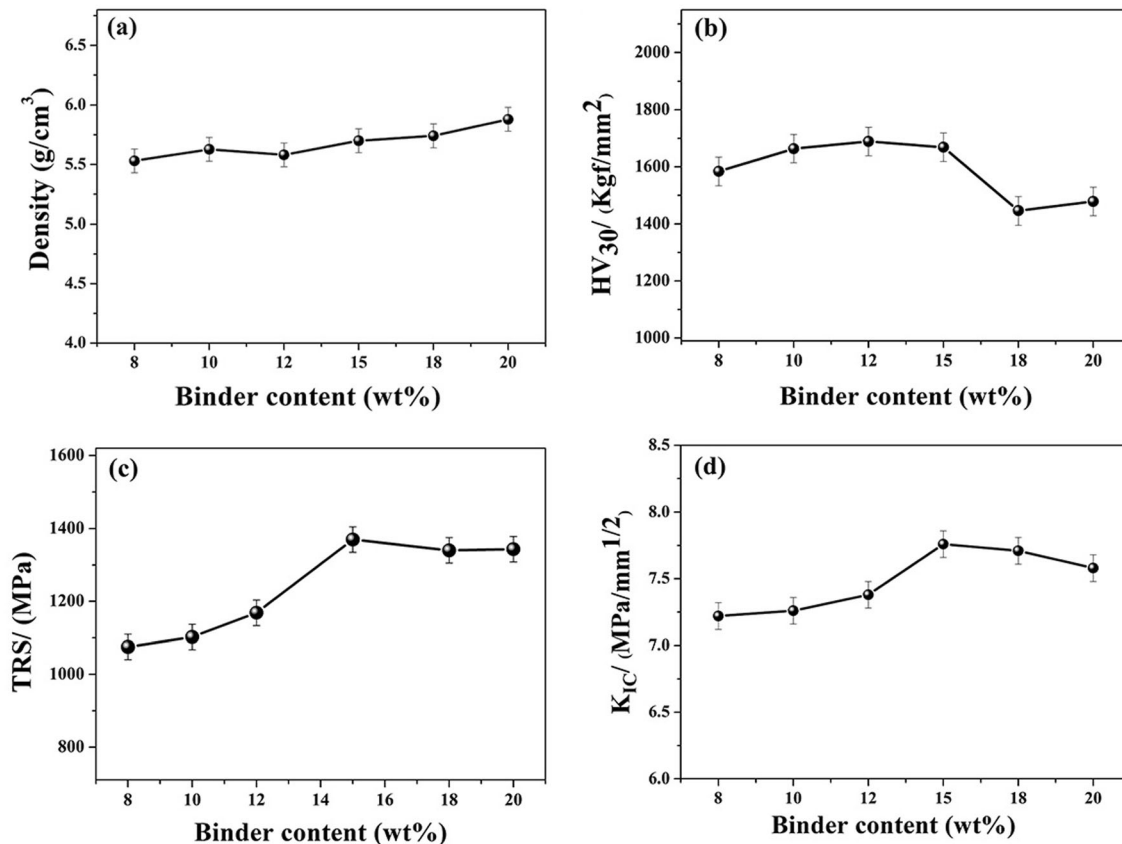 (a)
Density (g/cm³)
6.5
6.0
5.5
5.0
4.5
4.0
8 10 12 15 18 20
Binder content (wt%)
(b)
HV30/ (Kgf/mm²)
2000
1800
1600
1400
1200
1000
8 10 12 15 18 20
Binder content (wt%)
(c)
TRS/ (MPa)
1600
1400
1200
1000
800
8 10 12 14 16 18 20
Binder content (wt%)
(d)
KIC/ (MPa/mm1/2)
8.5
8.0
7.5
7.0
6.5
6.0
8 10 12 15 18 20
Binder content (wt%)